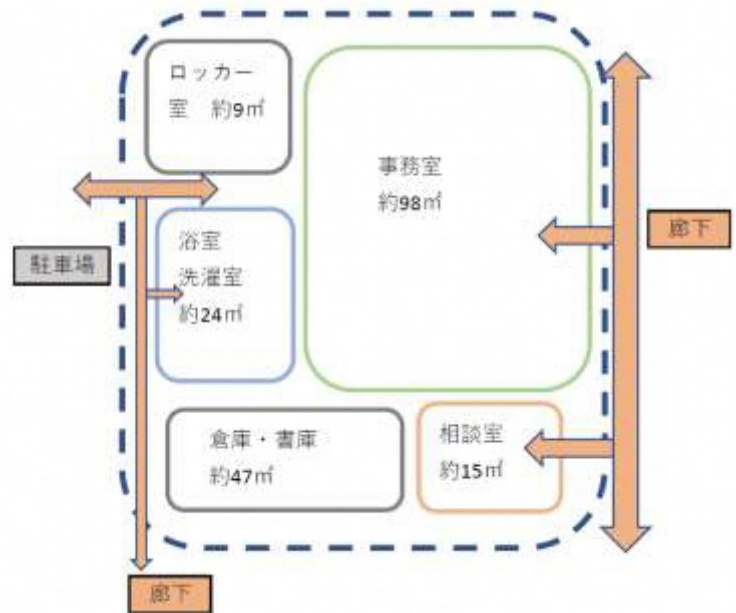 ロッカー
室　約9㎡
事務室
約98㎡
廊下
浴室
洗濯室
約24㎡
駐車場
倉庫・書庫
約47㎡
相談室
約15㎡
廊下